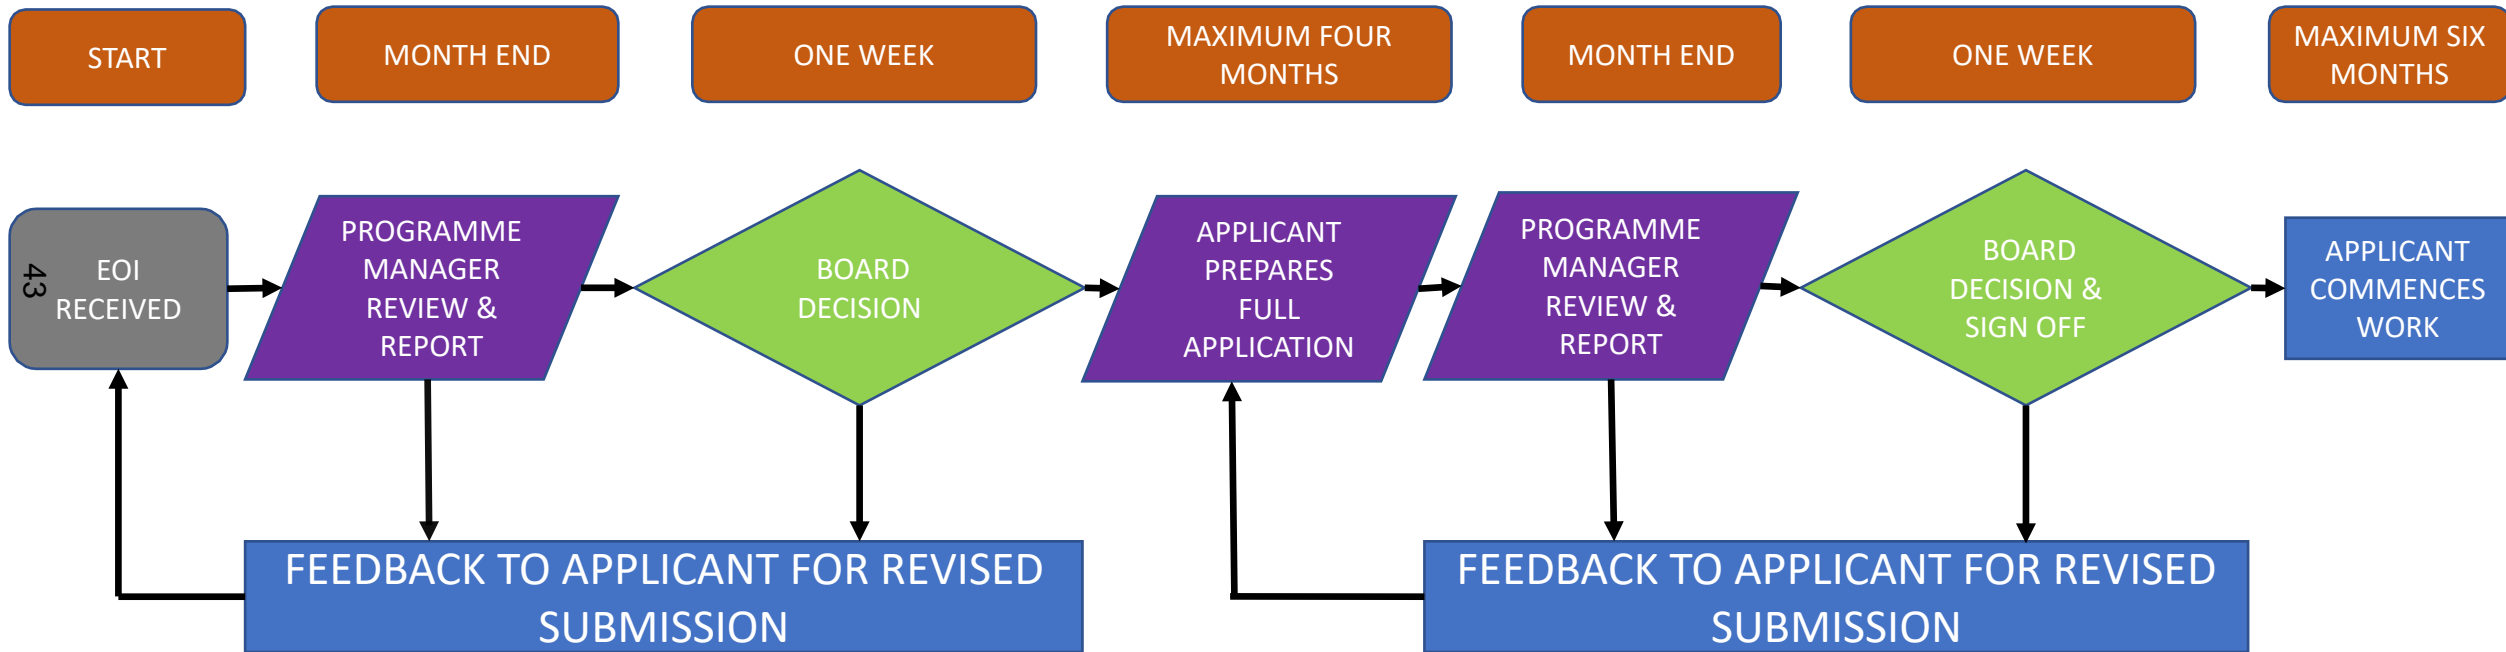 START
MONTH END
ONE WEEK
MAXIMUM FOUR
MONTHS
MONTH END
ONE WEEK
MAXIMUM SIX
MONTHS
43
EOI
RECEIVED
PROGRAMME
MANAGER
REVIEW &
REPORT
BOARD
DECISION
APPLICANT
PREPARES
FULL
APPLICATION
PROGRAMME
MANAGER
REVIEW &
REPORT
BOARD
DECISION &
SIGN OFF
APPLICANT
COMMENCES
WORK
FEEDBACK TO APPLICANT FOR REVISED
SUBMISSION
FEEDBACK TO APPLICANT FOR REVISED
SUBMISSION